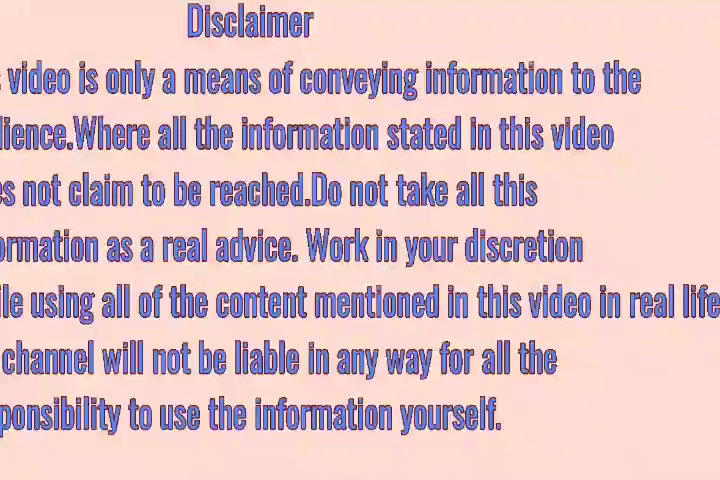 Disclaimer
s video is only a means of conveying information to the
dience.Where all the information stated in this video
es not claim to be reached.Do not take all this
ormation as a real advice. Work in your discretion
ile using all of the content mentioned in this video in real life
channel will not be liable in any way for all the
ponsibility to use the information yourself.